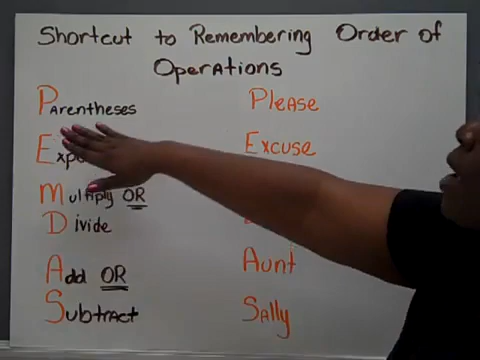 Shortcut to Remembering Order of
Operations
Parentheses Please
Excuse
Multiply OR
Divide
Add OR Aunt
Subtract Sally